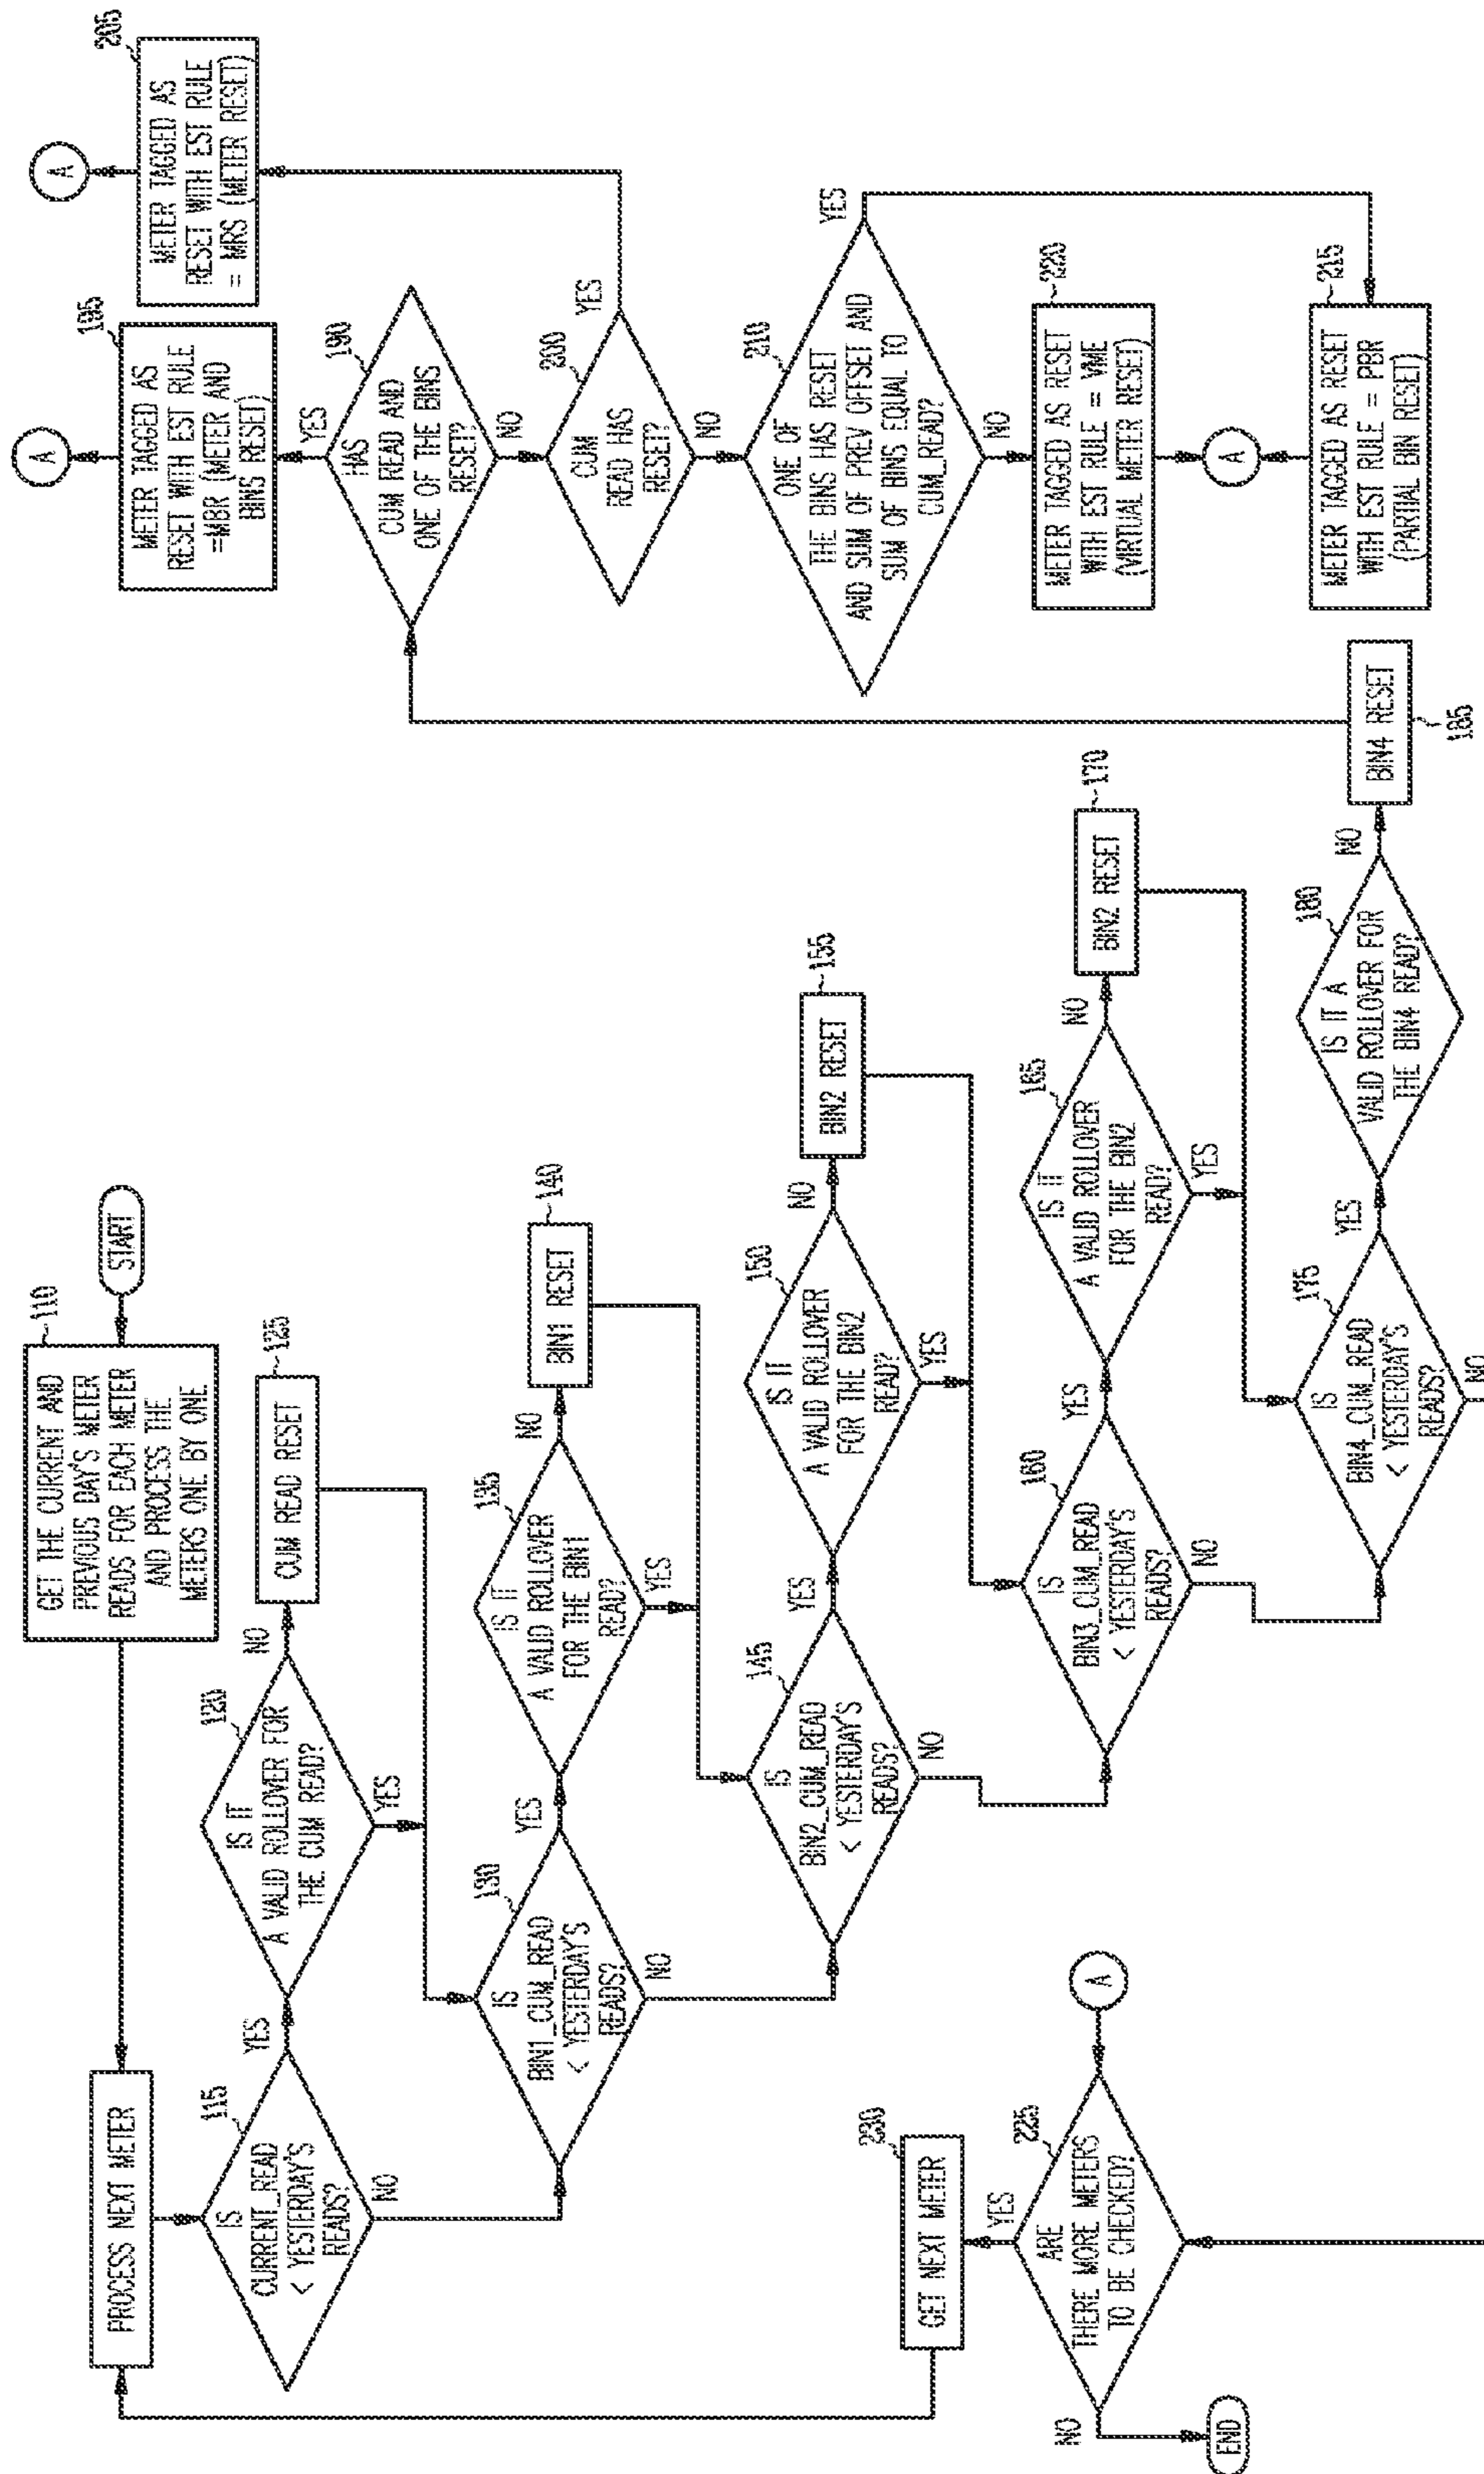 START
GET THE CURRENT AND
PREVIOUS DAY'S METER
READS FOR EACH METER
AND PROCESS THE
METERS ONE BY ONE
110
PROCESS NEXT METER
IS
CURRENT_READ
< YESTERDAY'S
READS?
115
YES
NO
IS IT
A VALID ROLLOVER FOR
THE CUM READ?
120
NO
YES
CUM READ RESET
125
IS
BIN1_CUM_READ
< YESTERDAY'S
READS?
130
YES
NO
IS IT
A VALID ROLLOVER
FOR THE BIN1
READ?
135
NO
YES
BIN1 RESET
140
IS
BIN2_CUM_READ
< YESTERDAY'S
READS?
145
YES
NO
IS IT
A VALID ROLLOVER
FOR THE BIN2
READ?
150
NO
YES
BIN2 RESET
155
IS
BIN3_CUM_READ
< YESTERDAY'S
READS?
160
YES
NO
IS IT
A VALID ROLLOVER
FOR THE BIN2
READ?
165
NO
YES
BIN2 RESET
170
IS
BIN4_CUM_READ
< YESTERDAY'S
READS?
175
YES
NO
IS IT A
VALID ROLLOVER FOR
THE BIN4 READ?
180
NO
BIN4 RESET
185
HAS
CUM READ AND
ONE OF THE BINS
RESET?
190
YES
NO
METER TAGGED AS
RESET WITH EST RULE
=MBR (METER AND
BINS RESET)
195
A
CUM
READ HAS
RESET?
200
YES
NO
METER TAGGED AS
RESET WITH EST RULE
= MRS (METER RESET)
205
A
ONE OF
THE BINS HAS RESET
AND SUM OF PREV OFFSET AND
SUM OF BINS EQUAL TO
CUM_READ?
210
YES
NO
METER TAGGED AS RESET
WITH EST RULE = VME
(VIRTUAL METER RESET)
220
A
METER TAGGED AS RESET
WITH EST RULE = PBR
(PARTIAL BIN RESET)
215
A
ARE
THERE MORE METERS
TO BE CHECKED?
225
YES
NO
GET NEXT METER
230
END